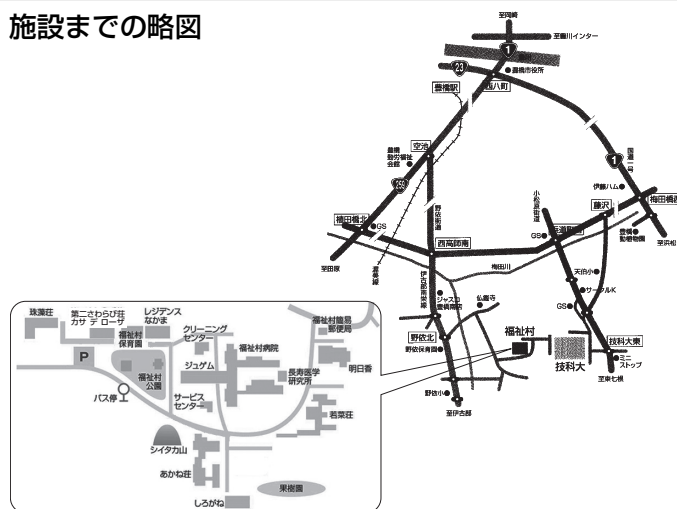 施設までの略図
至岡崎
至豊川インター
1
23
豊橋市役所
豊橋駅
西八町
空池
豊橋
勤労福祉
会館
259
国道一号
1
伊藤ハム
梅田橋西
小松原街道
藤沢
植田橋北
GS
野依街道
GS
豊橋
動植物園
至浜松
西高師南
至田原
渥美線
梅田川
伊古部南栄線
天伯小
ジャスコ
豊橋南店
仏餉寺
サークルK
GS
福祉村
技科大東
野依北
野依保育園
技科大
ミニ
ストップ
至東七根
野依小
至伊古部
珠藻荘
第二さわらび荘
カサ デ ローザ
レジデンス
なかま
福祉村
保育園
クリーニング
センター
福祉村簡易
郵便局
P
福祉村病院
ジュゲム
福祉村
公園
長寿医学
研究所
明日香
バス停
サービス
センター
若菜荘
シイタカ山
あかね荘
しろがね
果樹園